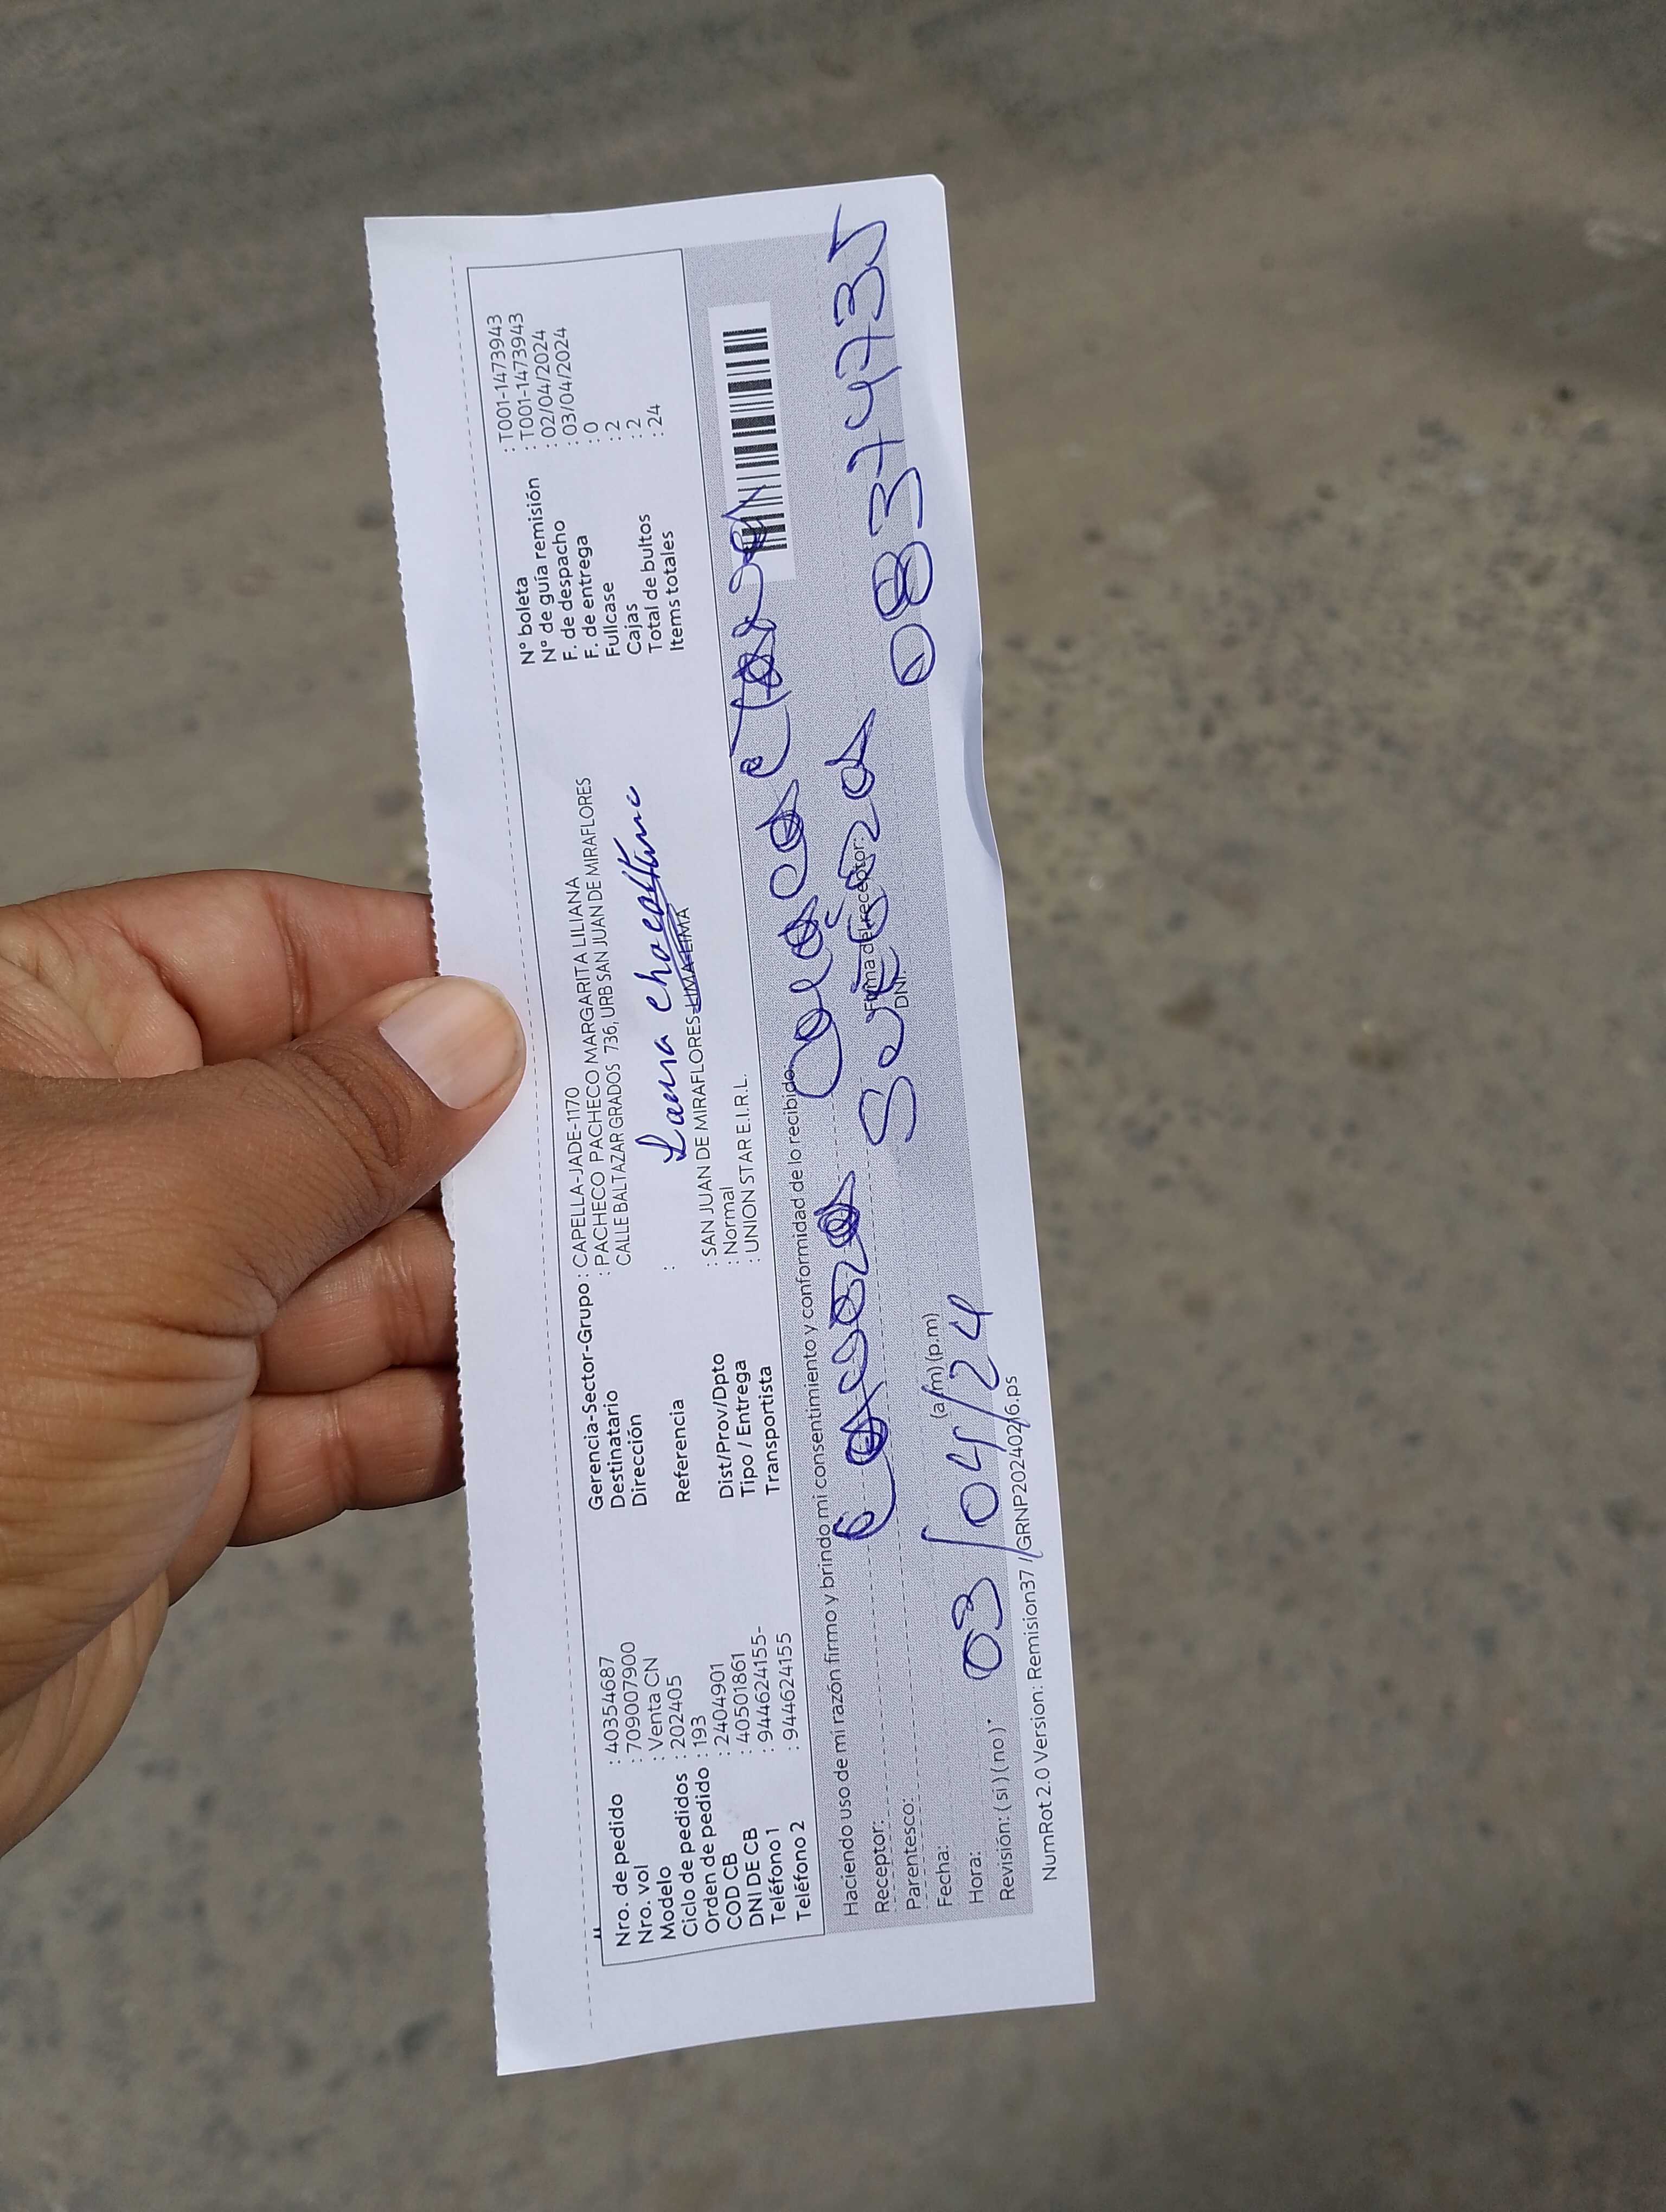 Nro. de pedido : 40354687
Nro. vol : 709007900
Modelo : Venta CN
Ciclo de pedidos : 202405
Orden de pedido : 193
COD CB : 2404901
DNI DE CB : 40501861
Teléfono 1 : 944624155-
Teléfono 2 : 944624155
Gerencia-Sector-Grupo : CAPELLA-JADE-1170
Destinatario : PACHECO PACHECO MARGARITA LILIANA
Dirección CALLE BALTAZAR GRADOS 736, URB SAN JUAN DE MIRAFLORES
Laura
Referencia :
Dist/Prov/Dpto : SAN JUAN DE MIRAFLORES-LIMA-LIMA
Tipo / Entrega : Normal
Transportista : UNION STAR E.I.R.L.
N° boleta : T001-1473943
N° de guía remisión : T001-1473943
F. de despacho : 02/04/2024
F. de entrega : 03/04/2024
Fullcase : 0
Cajas : 2
Total de bultos : 2
Items totales : 24
Haciendo uso de mi razón firmo y brindo mi consentimiento y conformidad de lo recibido.
Receptor:
Parentesco:
Firma del receptor:
DNI: 08374735
Fecha: 03/04/24
Hora: (a/m) (p.m)
Revisión: (si) (no)*
NumRot 2.0 Version: Remision37 /GRNP20240216.ps